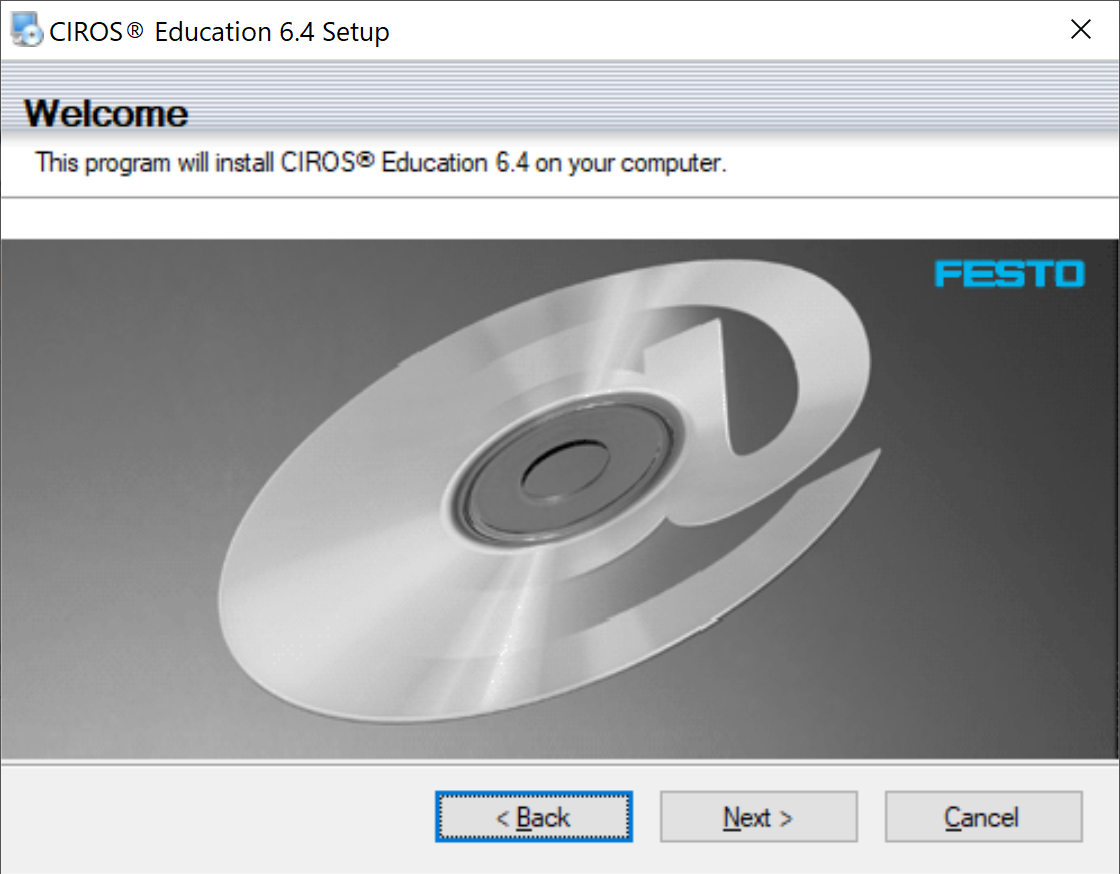 CIROS® Education 6.4 Setup
Welcome
This program will install CIROS® Education 6.4 on your computer.
FESTO
< Back Next > Cancel